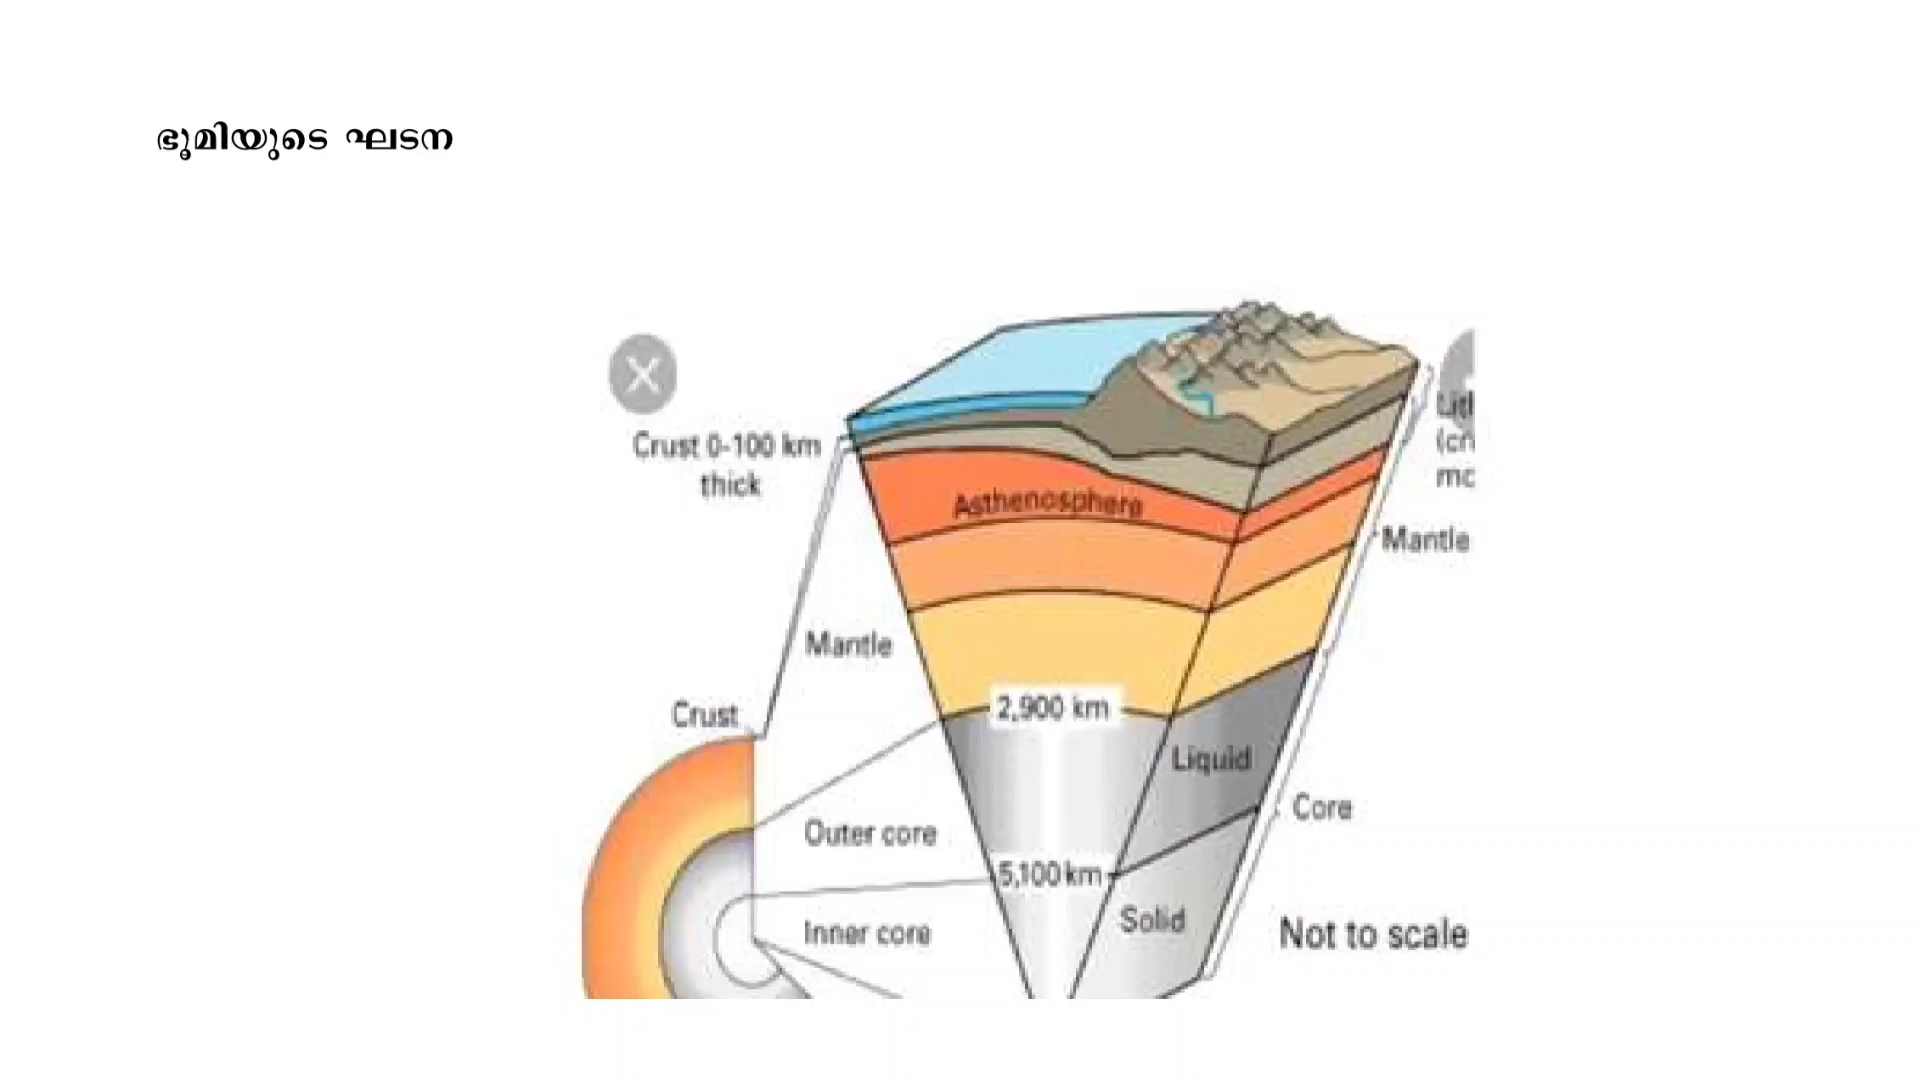 ഭൂമിയുടെ ഘടന
Crust 0-100 km
thick
Asthenosphere
Mantle
Mantle
Crust
2,900 km
Liquid
Core
Outer core
5,100 km
Solid
Inner core
Not to scale